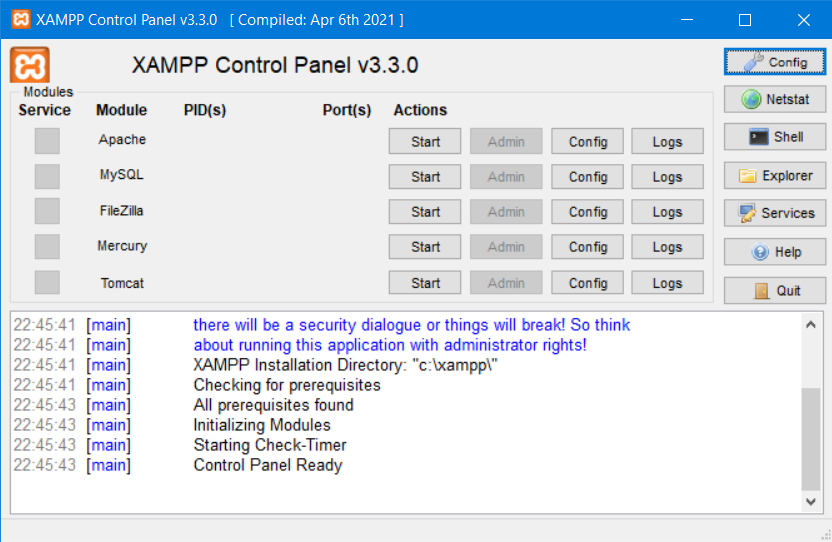 XAMPP Control Panel v3.3.0 [ Compiled: Apr 6th 2021 ]
XAMPP Control Panel v3.3.0
Config
Modules
Service Module PID(s) Port(s) Actions
Netstat
Apache Start Admin Config Logs
Shell
MySQL Start Admin Config Logs
Explorer
FileZilla Start Admin Config Logs
Services
Mercury Start Admin Config Logs
Help
Tomcat Start Admin Config Logs
Quit
22:45:41 [main] there will be a security dialogue or things will break! So think
22:45:41 [main] about running this application with administrator rights!
22:45:41 [main] XAMPP Installation Directory: "c:\xampp\"
22:45:41 [main] Checking for prerequisites
22:45:43 [main] All prerequisites found
22:45:43 [main] Initializing Modules
22:45:43 [main] Starting Check-Timer
22:45:43 [main] Control Panel Ready